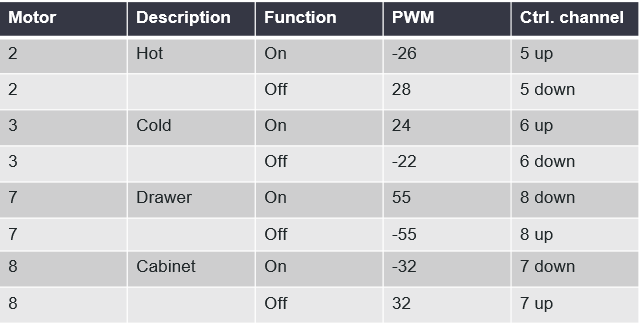 Motor Description Function PWM Ctrl. channel
2 Hot On -26 5 up
2 Off 28 5 down
3 Cold On 24 6 up
3 Off -22 6 down
7 Drawer On 55 8 down
7 Off -55 8 up
8 Cabinet On -32 7 down
8 Off 32 7 up